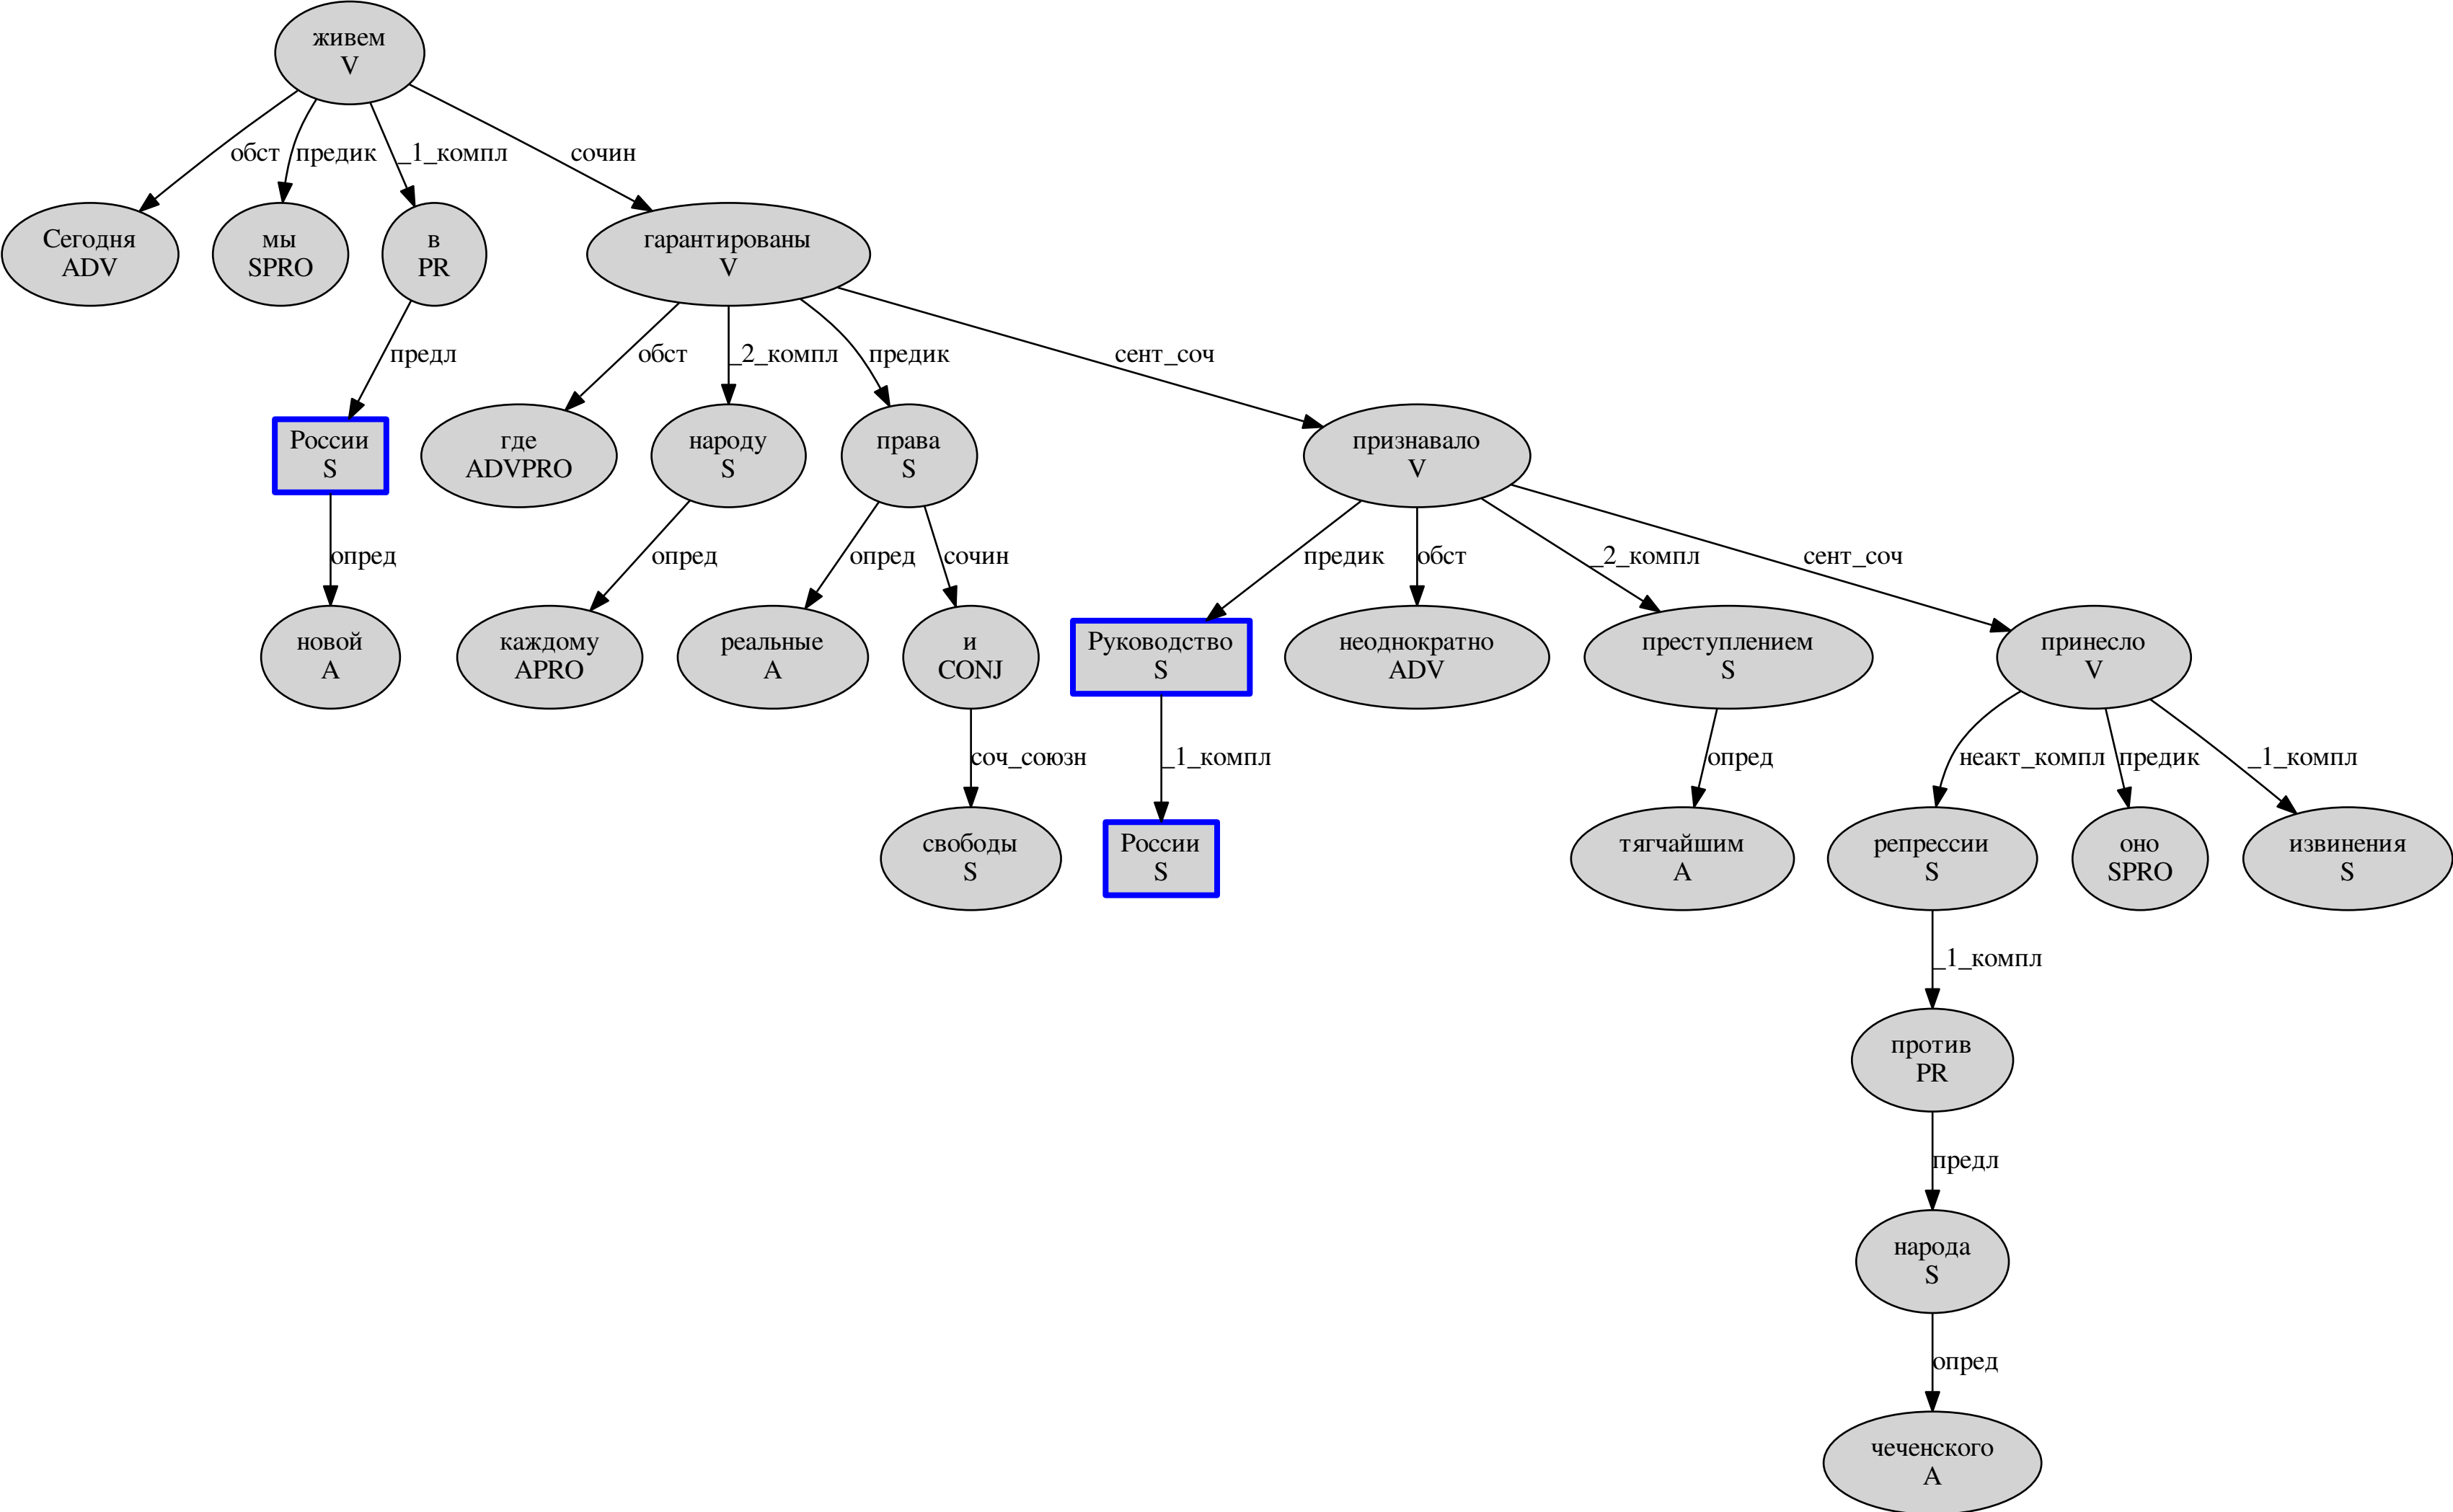 живем
V
обст
предик
_1_компл
сочин
Сегодня
ADV
мы
SPRO
в
PR
гарантированы
V
предл
обст
_2_компл
предик
сент_соч
России
S
где
ADVPRO
народу
S
права
S
признавало
V
опред
опред
опред
сочин
предик
обст
_2_компл
сент_соч
новой
A
каждому
APRO
реальные
A
и
CONJ
Руководство
S
неоднократно
ADV
преступлением
S
принесло
V
соч_союзн
_1_компл
опред
неакт_компл
предик
_1_компл
свободы
S
России
S
тягчайшим
A
репрессии
S
оно
SPRO
извинения
S
_1_компл
против
PR
предл
народа
S
опред
чеченского
A